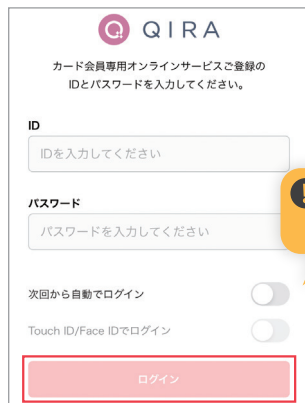 QIRA
カード会員専用オンラインサービスご登録の
IDとパスワードを入力してください。
ID
IDを入力してください
パスワード
パスワードを入力してください
次回から自動でログイン
Touch ID/Face IDでログイン
ログイン